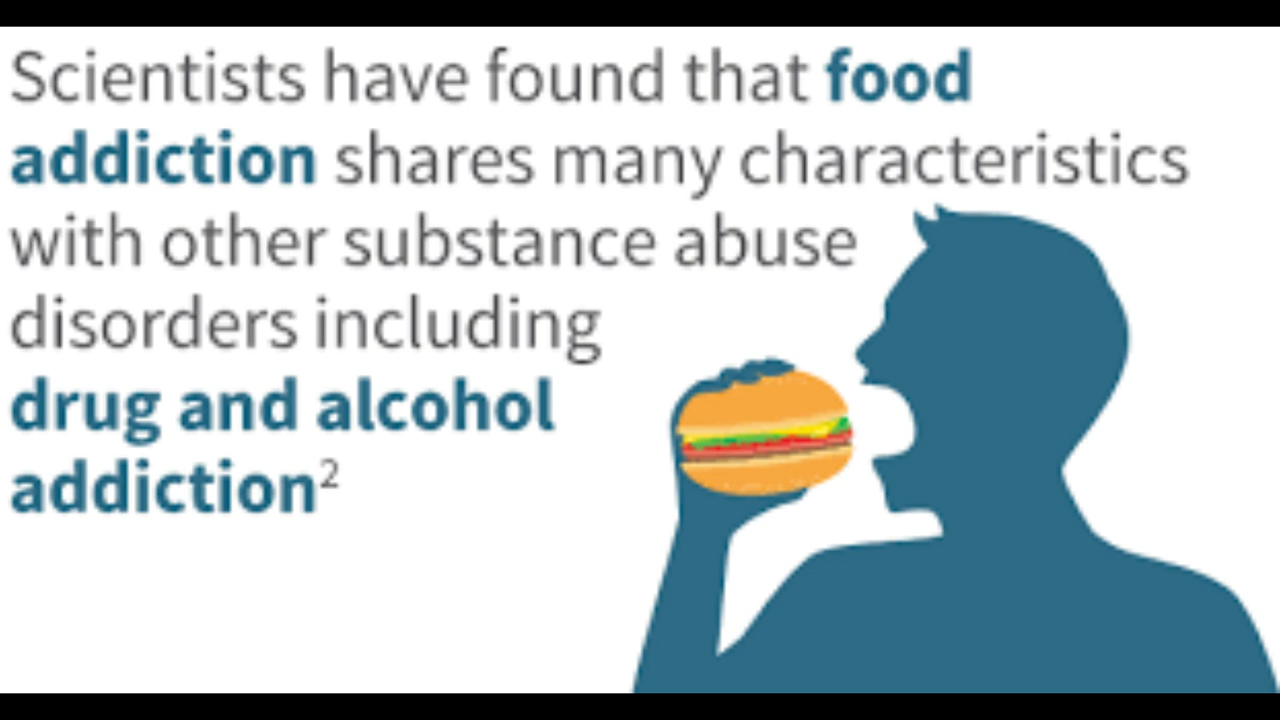 Scientists have found that food
addiction shares many characteristics
with other substance abuse
disorders including
drug and alcohol
addiction²